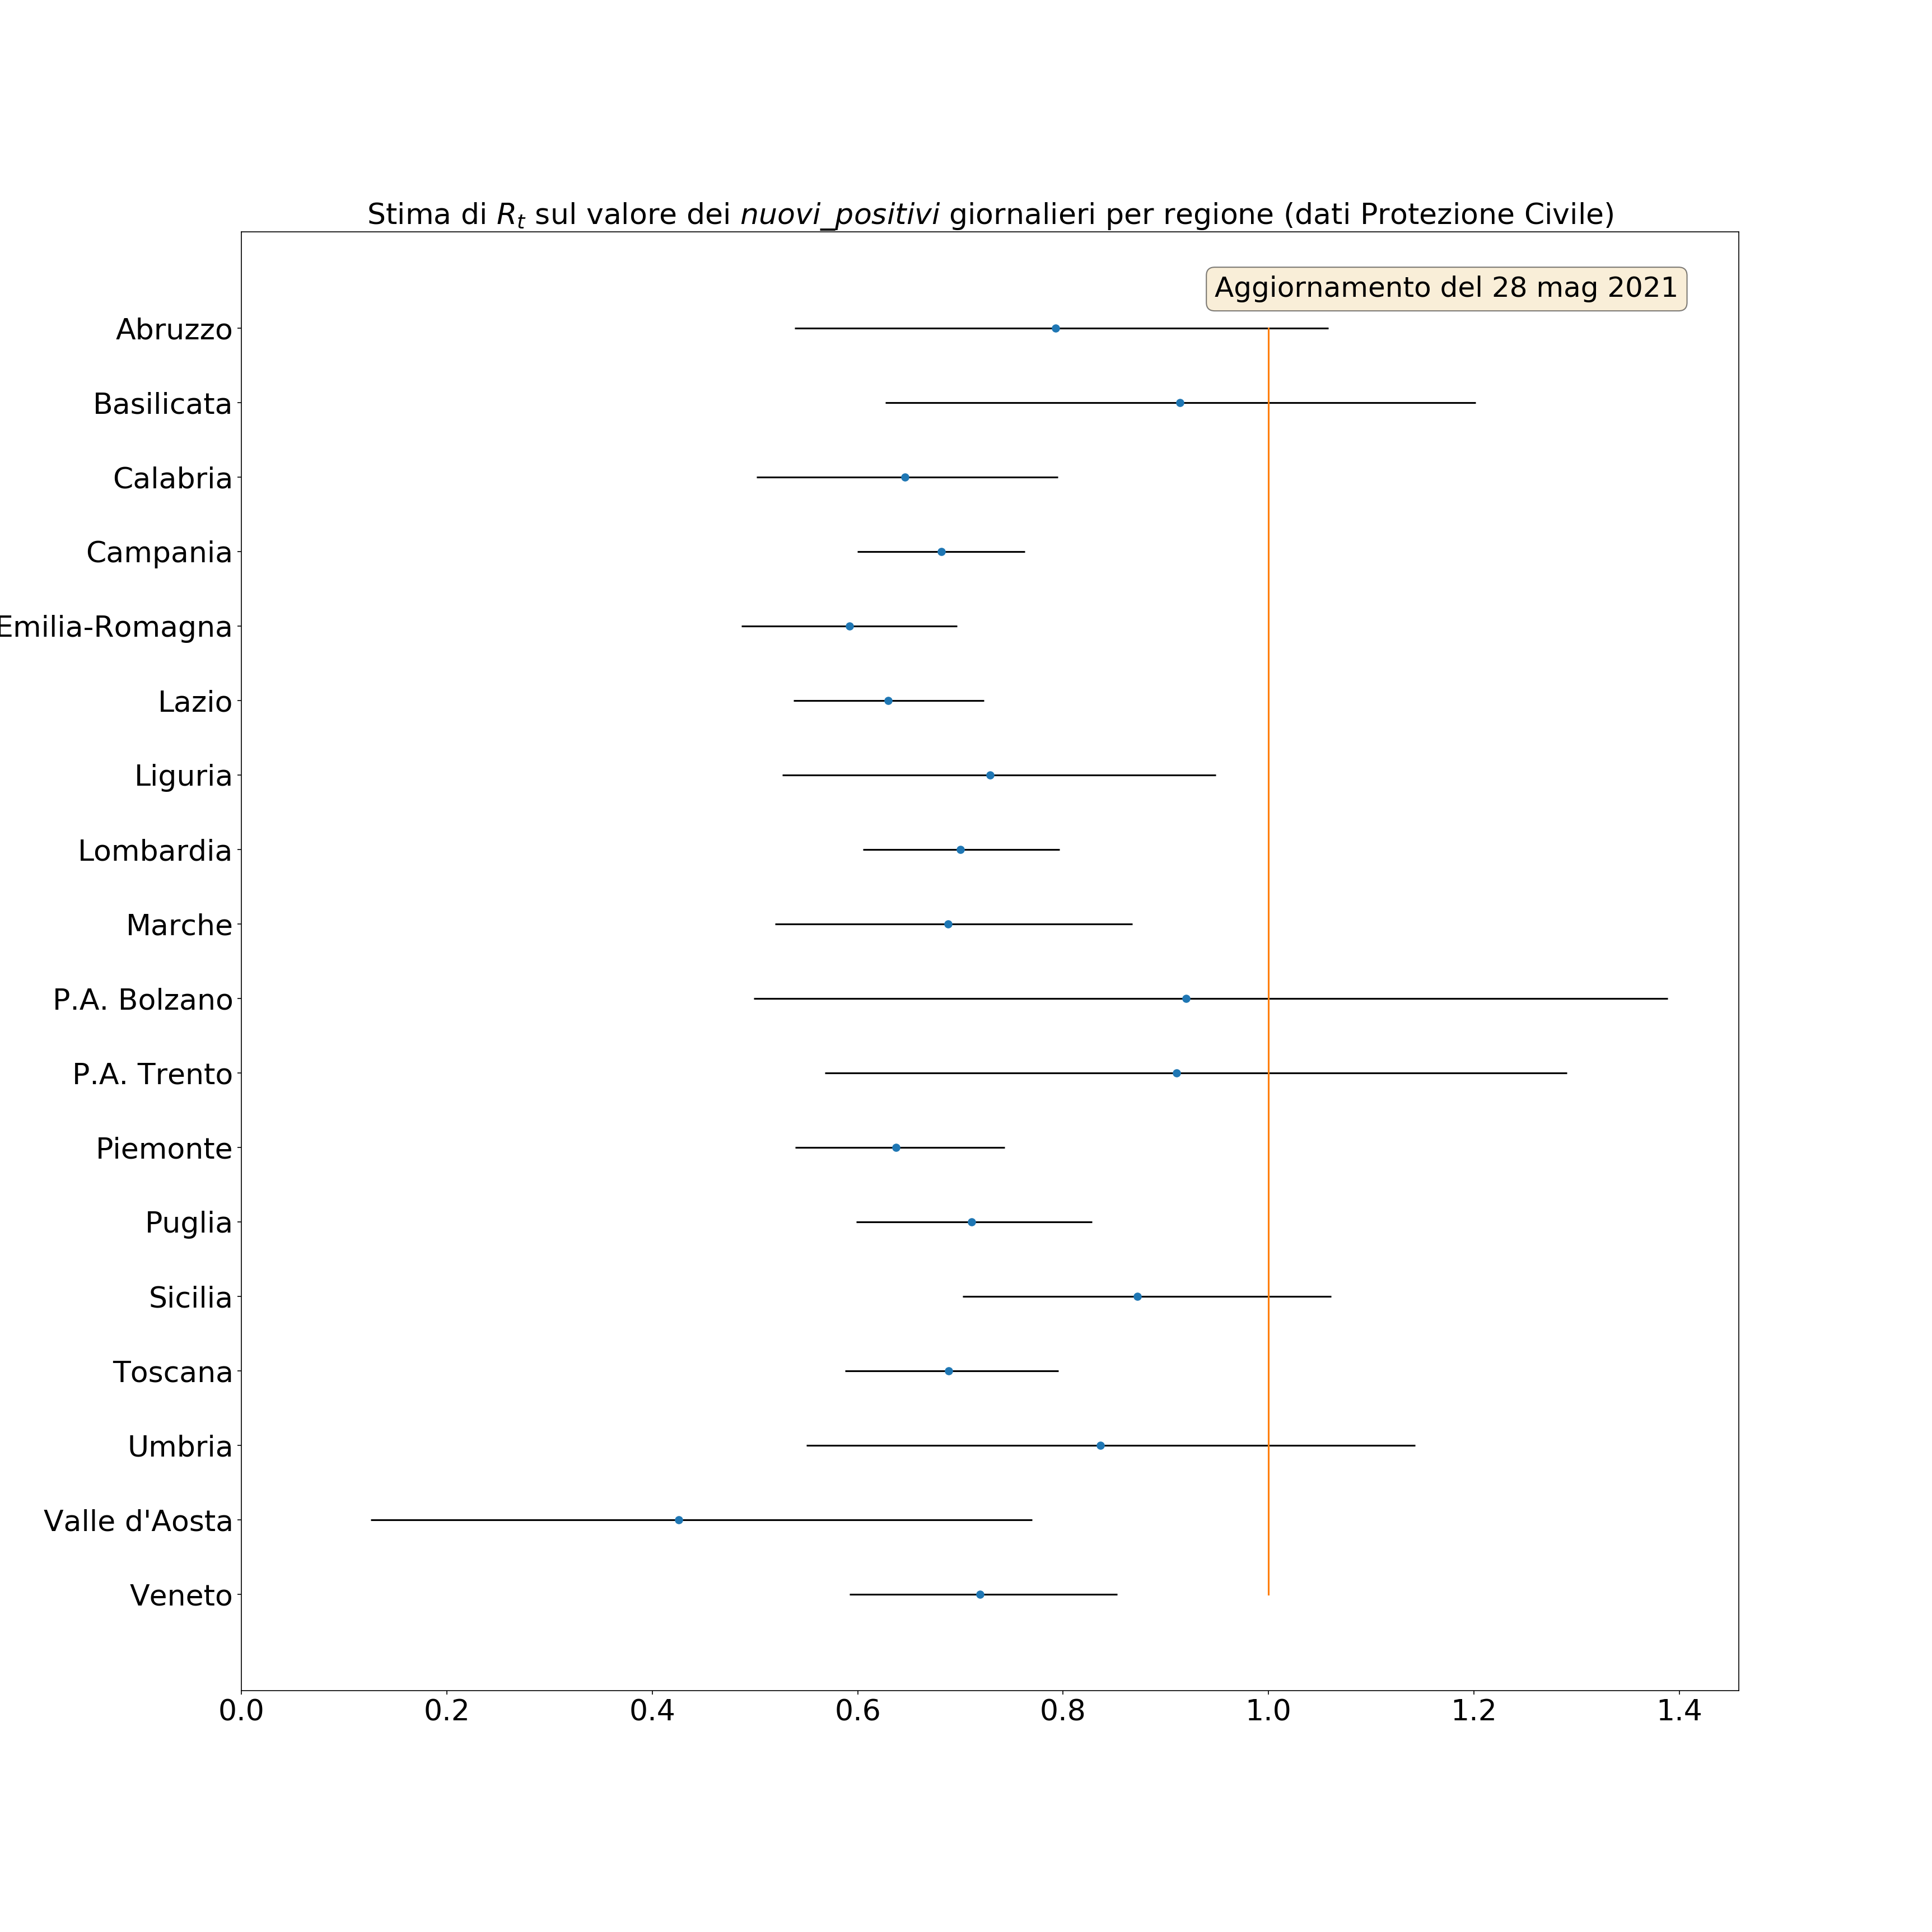 Stima di Rt sul valore dei nuovi_positivi giornalieri per regione (dati Protezione Civile)
Aggiornamento del 28 mag 2021
Abruzzo
Basilicata
Calabria
Campania
Emilia-Romagna
Lazio
Liguria
Lombardia
Marche
P.A. Bolzano
P.A. Trento
Piemonte
Puglia
Sicilia
Toscana
Umbria
Valle d'Aosta
Veneto
0.0 0.2 0.4 0.6 0.8 1.0 1.2 1.4